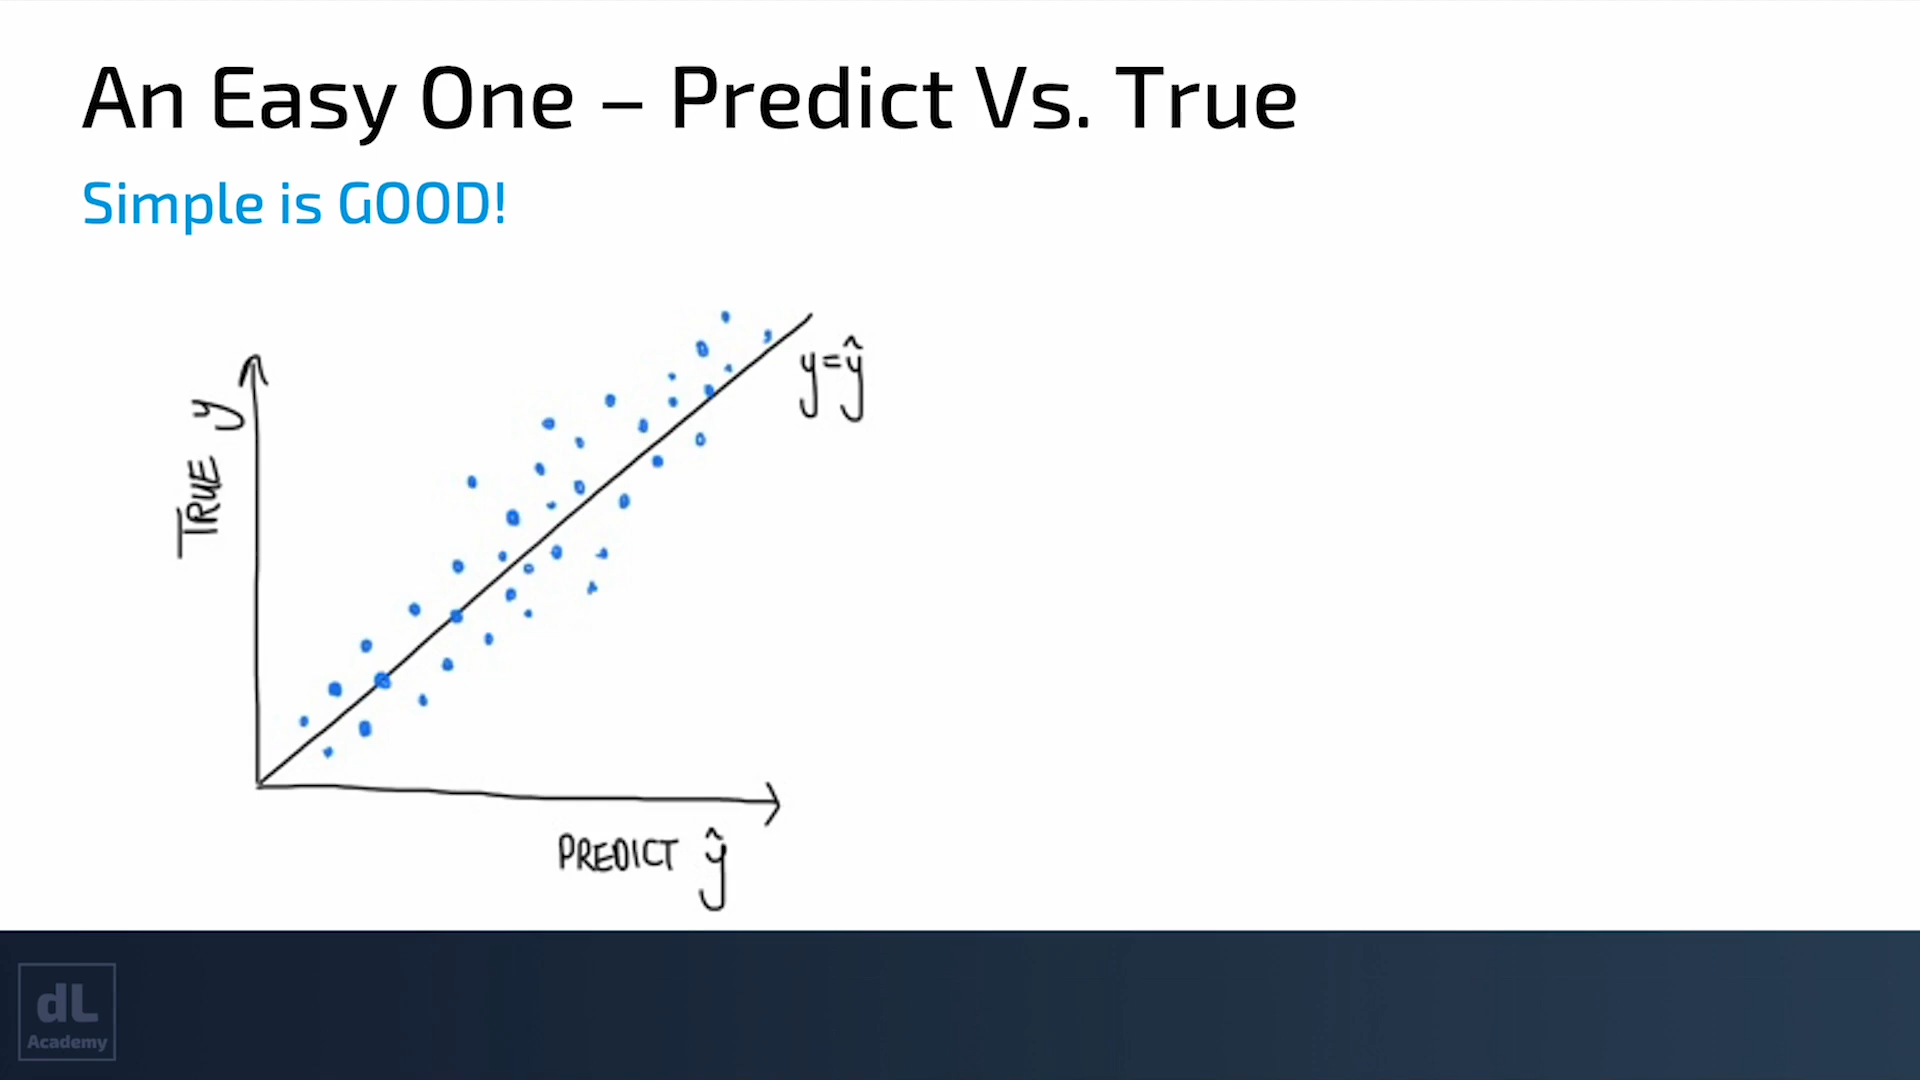 An Easy One – Predict Vs. True
Simple is GOOD!
y=ŷ
TRUE y
PREDICT ŷ
dL
Academy